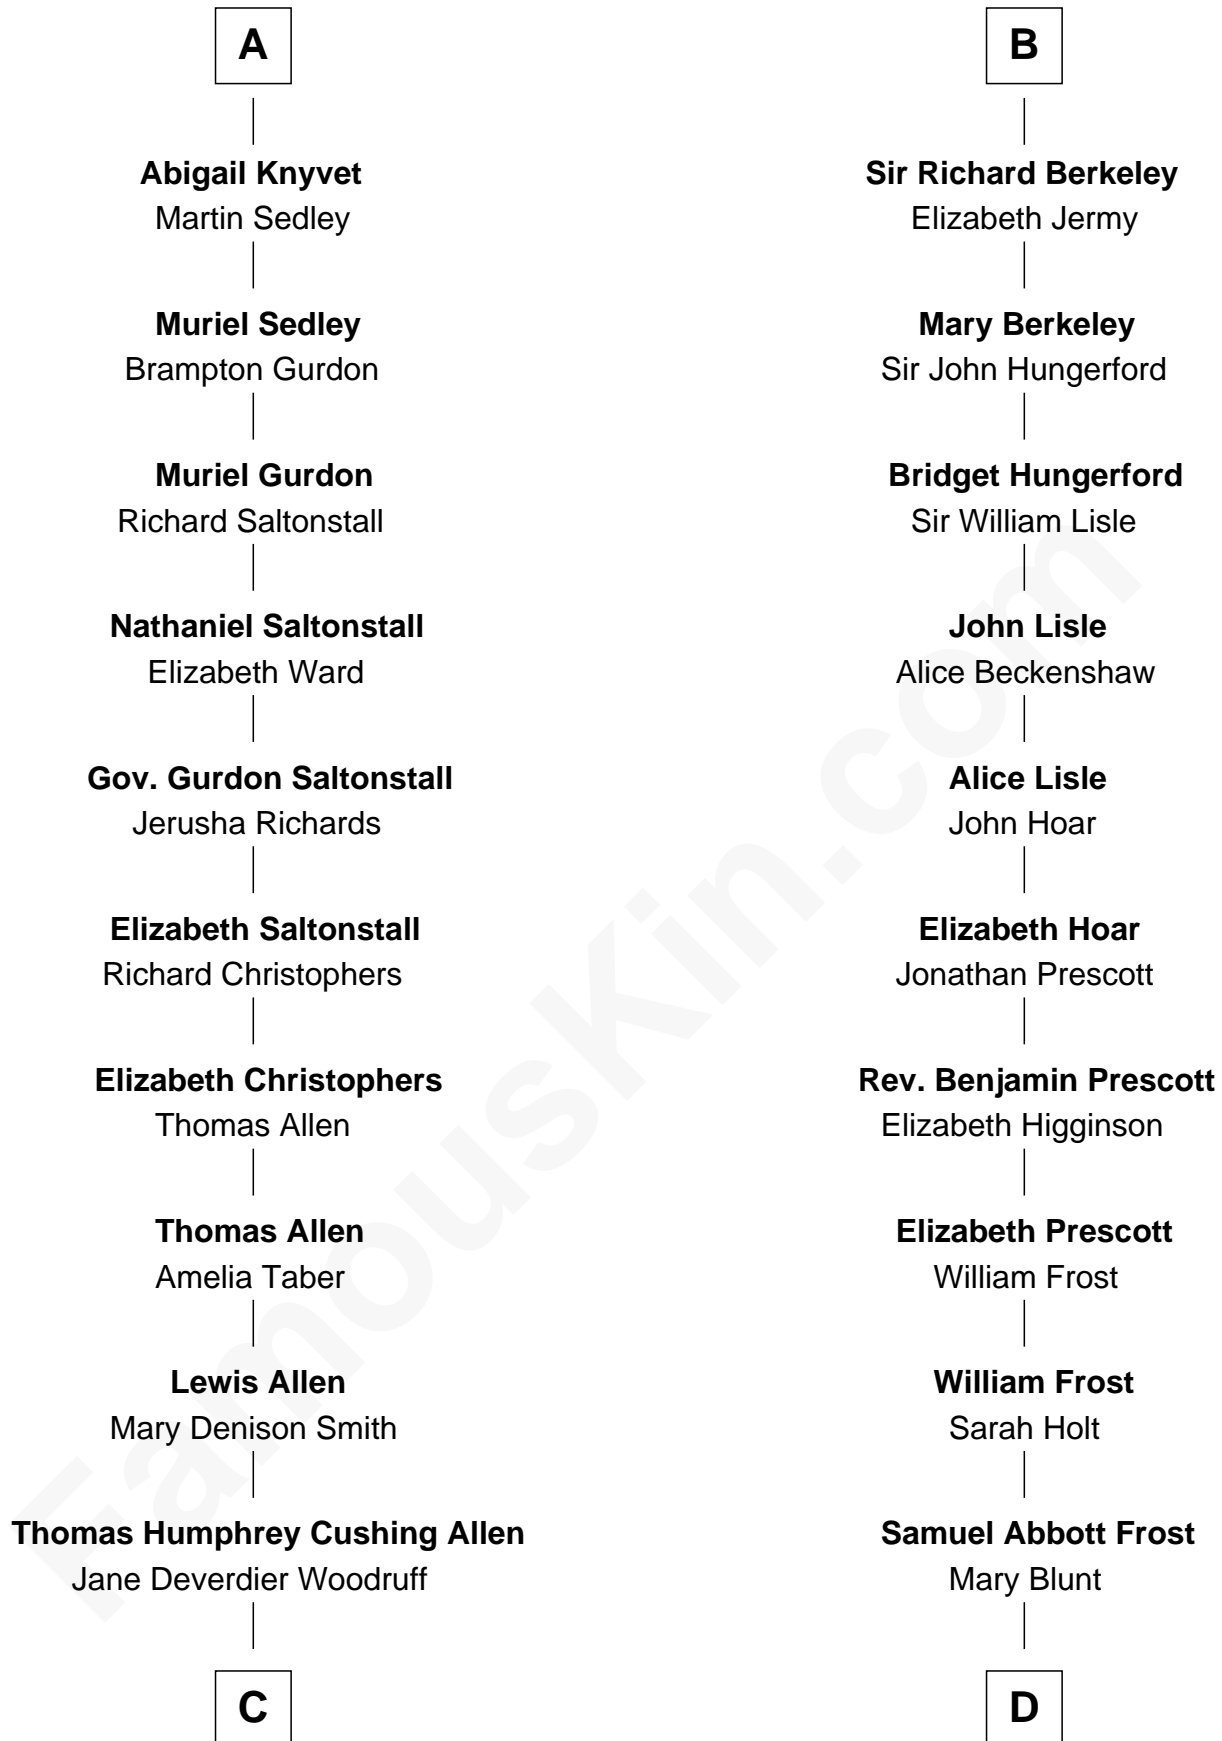 A
Abigail Knyvet
Martin Sedley
Muriel Sedley
Brampton Gurdon
Muriel Gurdon
Richard Saltonstall
Nathaniel Saltonstall
Elizabeth Ward
Gov. Gurdon Saltonstall
Jerusha Richards
Elizabeth Saltonstall
Richard Christophers
Elizabeth Christophers
Thomas Allen
Thomas Allen
Amelia Taber
Lewis Allen
Mary Denison Smith
Thomas Humphrey Cushing Allen
Jane Deverdier Woodruff
C
B
Sir Richard Berkeley
Elizabeth Jermy
Mary Berkeley
Sir John Hungerford
Bridget Hungerford
Sir William Lisle
John Lisle
Alice Beckenshaw
Alice Lisle
John Hoar
Elizabeth Hoar
Jonathan Prescott
Rev. Benjamin Prescott
Elizabeth Higginson
Elizabeth Prescott
William Frost
William Frost
Sarah Holt
Samuel Abbott Frost
Mary Blunt
D
FamousKin.com